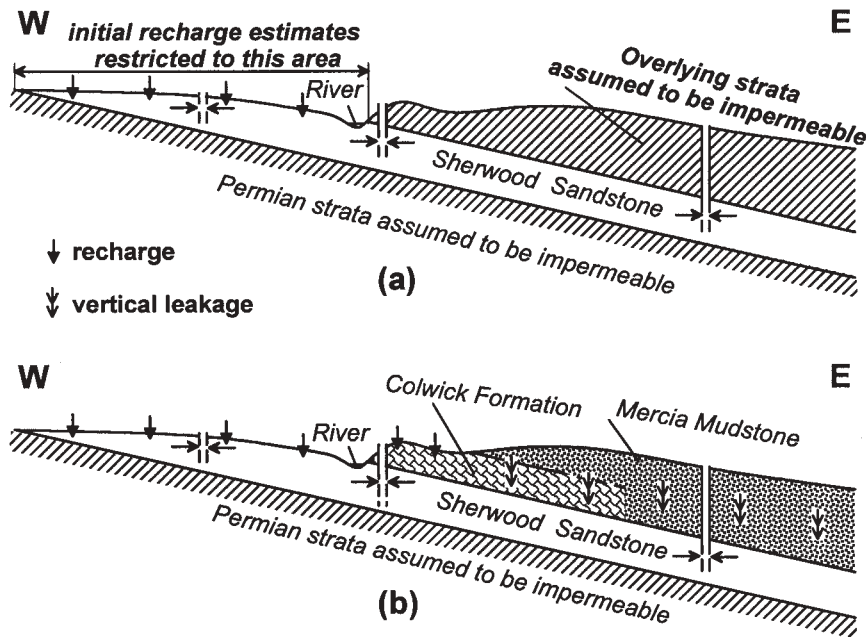 W
E
initial recharge estimates
restricted to this area
River
Overlying strata
assumed to be impermeable
Sherwood Sandstone
Permian strata assumed to be impermeable
recharge
(a)
vertical leakage
W
E
Colwick Formation
Mercia Mudstone
River
Sherwood Sandstone
Permian strata assumed to be impermeable
(b)